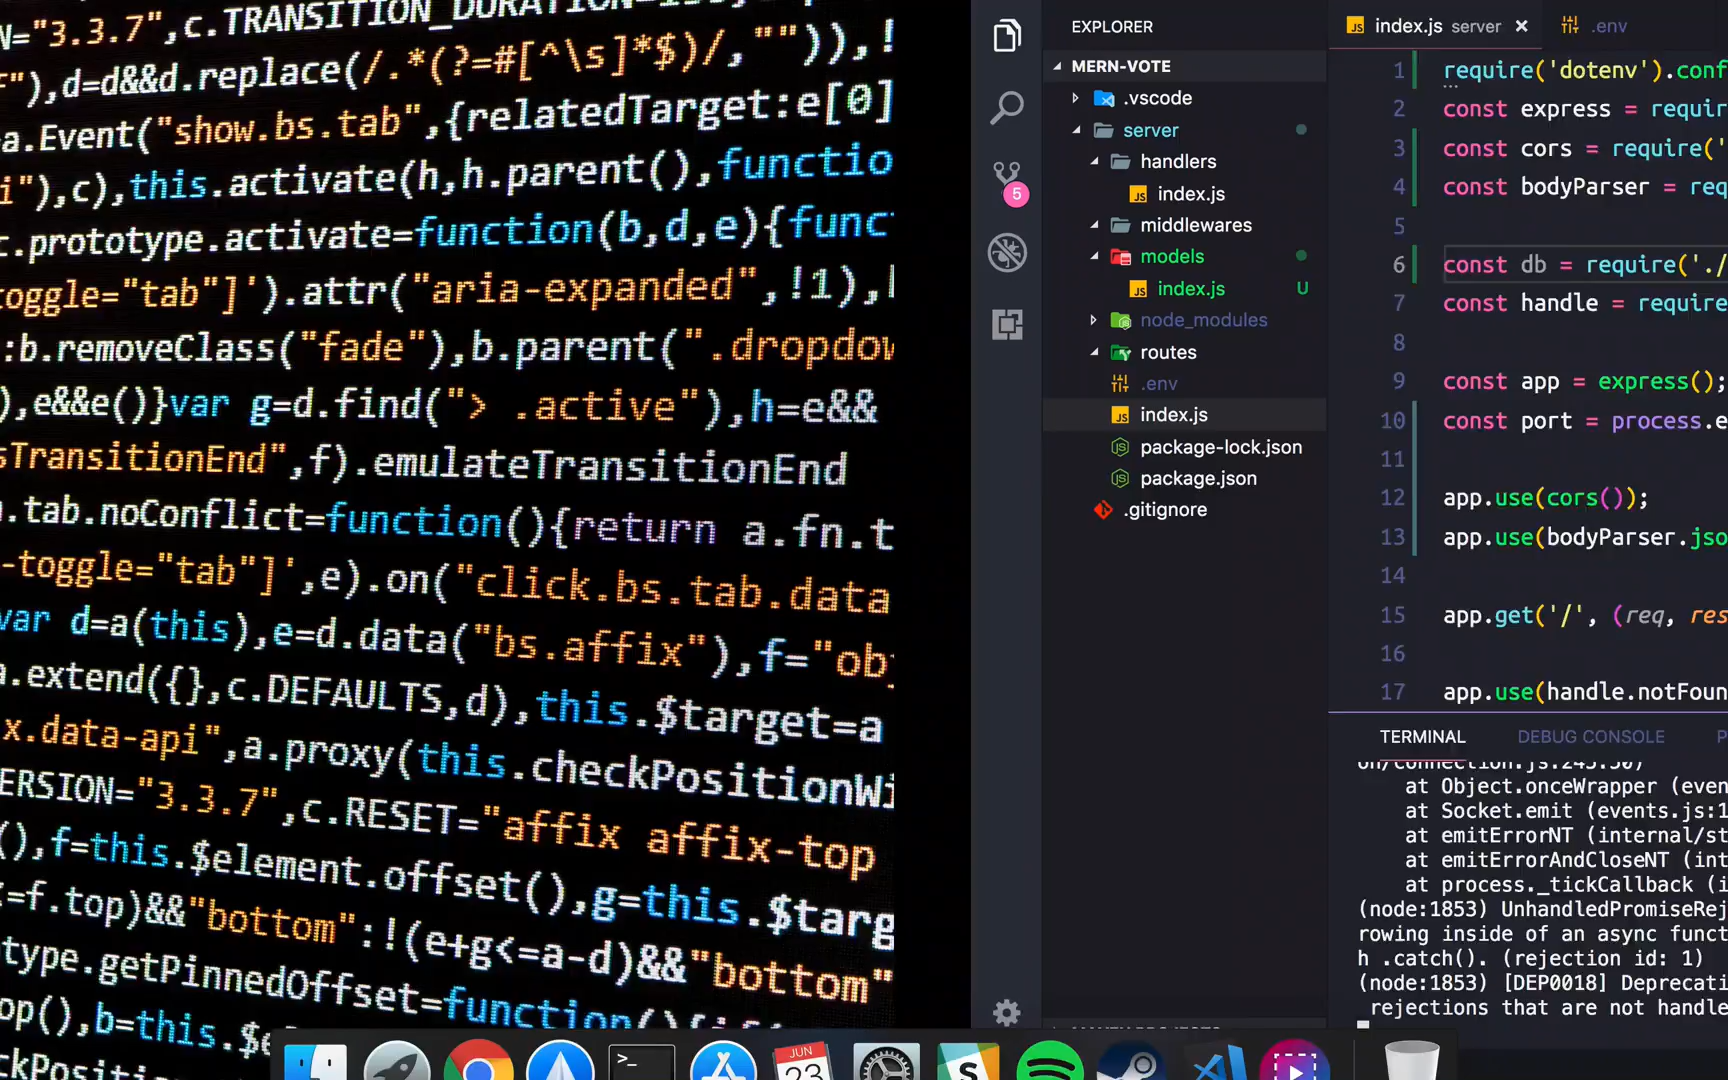 N="3.3.7",c.TRANSITION_DURATION=
"),d=d&&d.replace(/.*(?=#[^\s]*$)/,"")),!
a.Event("show.bs.tab",{relatedTarget:e[0]
i"),c),this.activate(h,h.parent(),functio
c.prototype.activate=function(b,d,e){func
toggle="tab"]').attr("aria-expanded",!1),
:b.removeClass("fade"),b.parent(".dropdow
),e&&e()}var g=d.find("> .active"),h=e&&
sTransitionEnd",f).emulateTransitionEnd
.tab.noConflict=function(){return a.fn.t
-toggle="tab"]',e).on("click.bs.tab.data
var d=a(this),e=d.data("bs.affix"),f="ob
a.extend({},c.DEFAULTS,d),this.$target=a
x.data-api",a.proxy(this.checkPositionWi
ERSION="3.3.7",c.RESET="affix affix-top
(),f=this.$element.offset(),g=this.$targ
=f.top)&&"bottom":!(e+g<=a-d)&&"bottom"
type.getPinnedOffset=function(){if(
op(),b=this.$e
ckPosition
EXPLORER
MERN-VOTE
.vscode
server
handlers
index.js
middlewares
models
index.js U
node_modules
routes
.env
index.js
package-lock.json
package.json
.gitignore
5
index.js server × .env
1 require('dotenv').conf
2 const express = requir
3 const cors = require('
4 const bodyParser = req
5
6 const db = require('./
7 const handle = require
8
9 const app = express();
10 const port = process.e
11
12 app.use(cors());
13 app.use(bodyParser.jso
14
15 app.get('/', (req, res
16
17 app.use(handle.notFoun
TERMINAL DEBUG CONSOLE P
on/connection.js:245:30)
at Object.onceWrapper (even
at Socket.emit (events.js:1
at emitErrorNT (internal/st
at emitErrorAndCloseNT (int
at process._tickCallback (i
(node:1853) UnhandledPromiseRej
rowing inside of an async funct
h .catch(). (rejection id: 1)
(node:1853) [DEP0018] Deprecati
rejections that are not handle
JUN
23